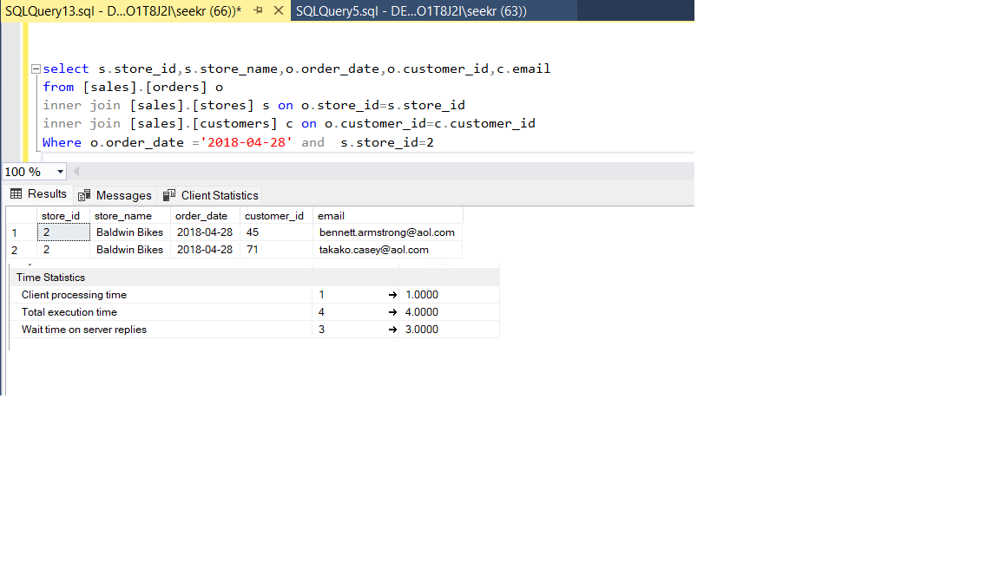 SQLQuery13.sql - D...O1T8J2I\seekr (66))* SQLQuery5.sql - DE...O1T8J2I\seekr (63))
select s.store_id,s.store_name,o.order_date,o.customer_id,c.email
from [sales].[orders] o
inner join [sales].[stores] s on o.store_id=s.store_id
inner join [sales].[customers] c on o.customer_id=c.customer_id
Where o.order_date ='2018-04-28' and s.store_id=2
100 %
Results Messages Client Statistics
store_id store_name order_date customer_id email
1 2 Baldwin Bikes 2018-04-28 45 bennett.armstrong@aol.com
2 2 Baldwin Bikes 2018-04-28 71 takako.casey@aol.com
Time Statistics
Client processing time 1 → 1.0000
Total execution time 4 → 4.0000
Wait time on server replies 3 → 3.0000